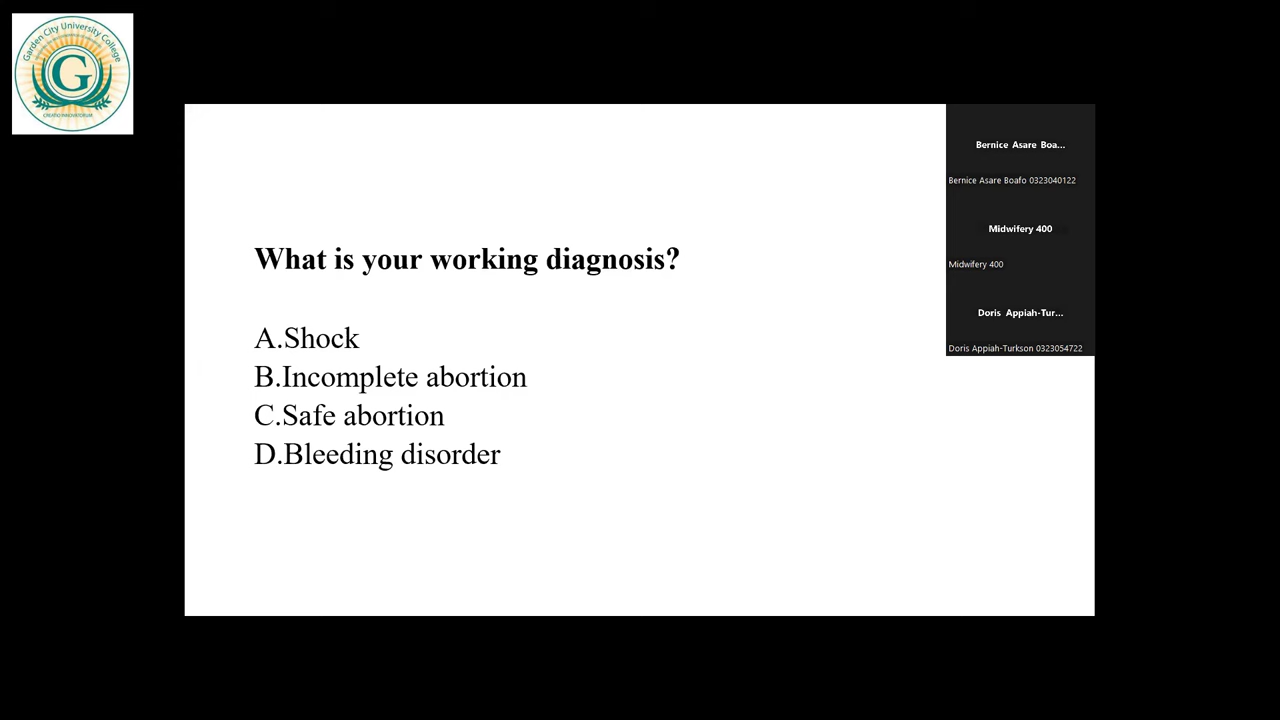 Garden City University College
G
CREATIO INNOVATORUM
What is your working diagnosis?
A.Shock
B.Incomplete abortion
C.Safe abortion
D.Bleeding disorder
Bernice Asare Boa...
Bernice Asare Boafo 0323040122
Midwifery 400
Midwifery 400
Doris Appiah-Tur...
Doris Appiah-Turkson 0323054722